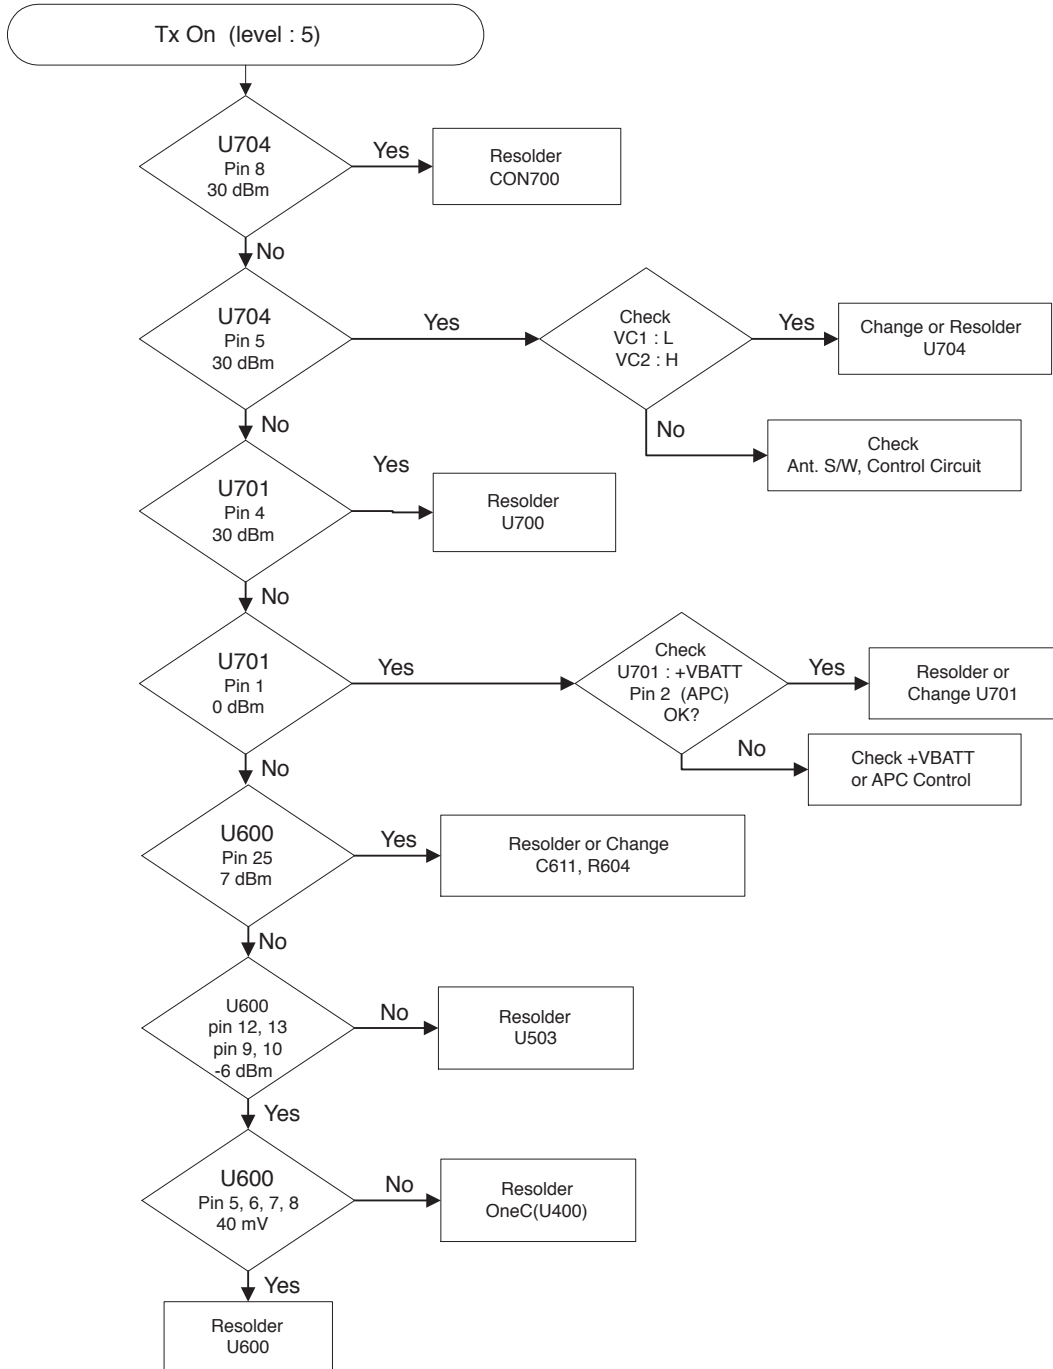 Tx On (level : 5)
U704
Pin 8
30 dBm
Yes
Resolder
CON700
No
U704
Pin 5
30 dBm
Yes
Check
VC1 : L
VC2 : H
Yes
Change or Resolder
U704
No
Check
Ant. S/W, Control Circuit
No
U701
Pin 4
30 dBm
Yes
Resolder
U700
No
U701
Pin 1
0 dBm
Yes
Check
U701 : +VBATT
Pin 2 (APC)
OK?
Yes
Resolder or
Change U701
No
Check +VBATT
or APC Control
No
U600
Pin 25
7 dBm
Yes
Resolder or Change
C611, R604
No
U600
pin 12, 13
pin 9, 10
-6 dBm
No
Resolder
U503
Yes
U600
Pin 5, 6, 7, 8
40 mV
No
Resolder
OneC(U400)
Yes
Resolder
U600